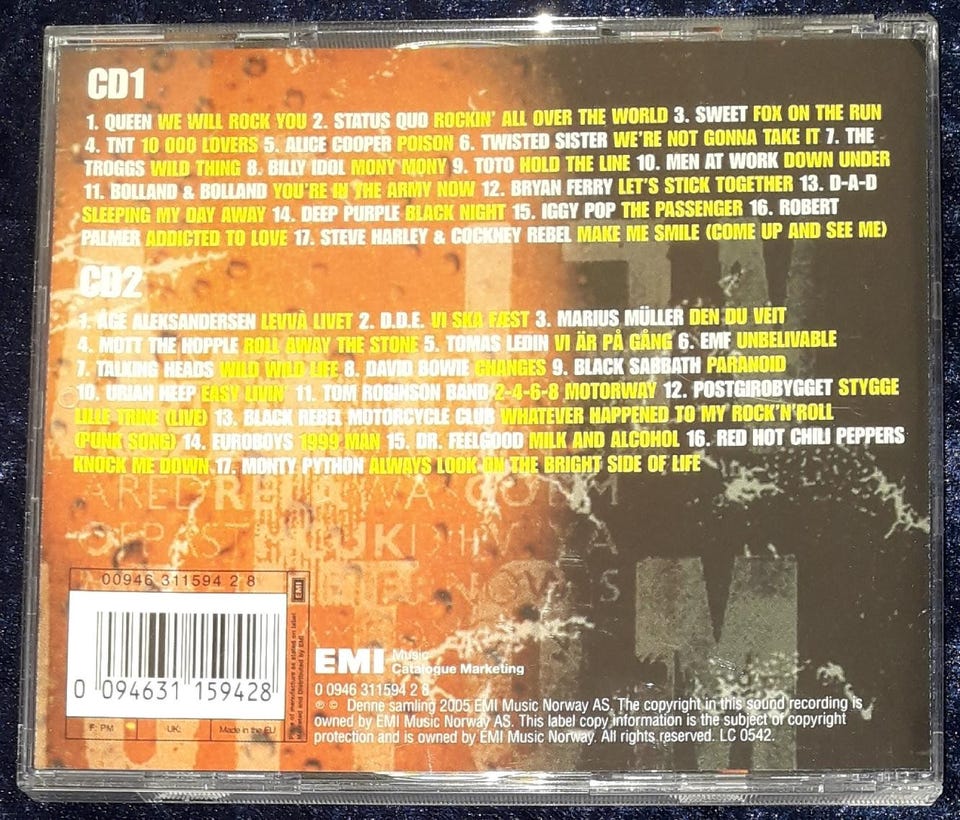 CD1
1. QUEEN WE WILL ROCK YOU 2. STATUS QUO ROCKIN' ALL OVER THE WORLD 3. SWEET FOX ON THE RUN
4. TNT 10 000 LOVERS 5. ALICE COOPER POISON 6. TWISTED SISTER WE'RE NOT GONNA TAKE IT 7. THE
TROGGS WILD THING 8. BILLY IDOL MONY MONY 9. TOTO HOLD THE LINE 10. MEN AT WORK DOWN UNDER
11. BOLLAND & BOLLAND YOU'RE IN THE ARMY NOW 12. BRYAN FERRY LET'S STICK TOGETHER 13. D-A-D
SLEEPING MY DAY AWAY 14. DEEP PURPLE BLACK NIGHT 15. IGGY POP THE PASSENGER 16. ROBERT
PALMER ADDICTED TO LOVE 17. STEVE HARLEY & COCKNEY REBEL MAKE ME SMILE (COME UP AND SEE ME)
CD2
1. ÅGE ALEKSANDERSEN LEVVA LIVET 2. D.D.E. VI SKA FÆST 3. MARIUS MÜLLER DEN DU VEIT
4. MOTT THE HOPPLE ROLL AWAY THE STONE 5. TOMAS LEDIN VI ÄR PÅ GÅNG 6. EMF UNBELIVABLE
7. TALKING HEADS WILD WILD LIFE 8. DAVID BOWIE CHANGES 9. BLACK SABBATH PARANOID
10. URIAH HEEP EASY LIVIN' 11. TOM ROBINSON BAND 2-4-6-8 MOTORWAY 12. POSTGIROBYGGET STYGGE
LILLE TRINE (LIVE) 13. BLACK REBEL MOTORCYCLE CLUB WHATEVER HAPPENED TO MY ROCK'N'ROLL
(PUNK SONG) 14. EUROBOYS 1999 MAN 15. DR. FEELGOOD MILK AND ALCOHOL 16. RED HOT CHILI PEPPERS
KNOCK ME DOWN 17. MONTY PYTHON ALWAYS LOOK ON THE BRIGHT SIDE OF LIFE
00946 311594 2 8
EMI
0 094631 159428
F: PM UK: Made in the EU
EMI Music
Catalogue Marketing
0 0946 311594 2 8
℗ © Denne samling 2005 EMI Music Norway AS. The copyright in this sound recording is
owned by EMI Music Norway AS. This label copy information is the subject of copyright
protection and is owned by EMI Music Norway. All rights reserved. LC 0542.